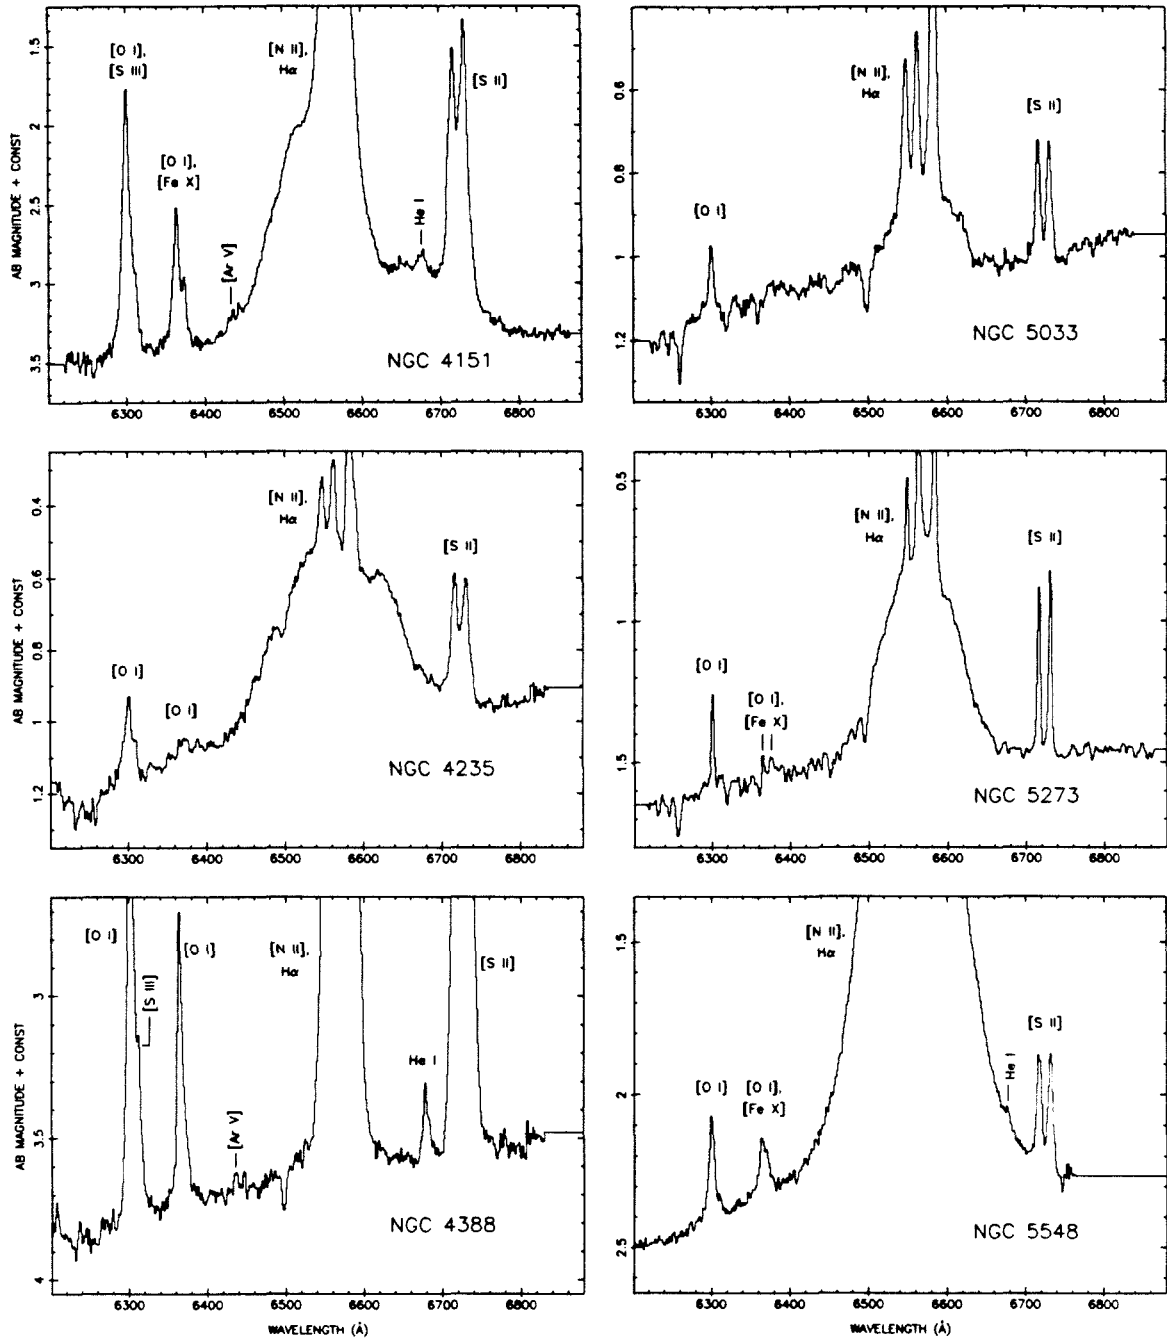 [O I],
[S III]
[N II],
Hα
[S II]
[O I],
[Fe X]
[Ar V]
He I
NGC 4151
AB MAGNITUDE + CONST
1.5
2
2.5
3
3.5
6300 6400 6500 6600 6700 6800
[N II],
Hα
[S II]
[O I]
NGC 5033
0.6
0.8
1
1.2
6300 6400 6500 6600 6700 6800
[N II],
Hα
[S II]
[O I]
[O I]
NGC 4235
AB MAGNITUDE + CONST
0.4
0.6
0.8
1
1.2
6300 6400 6500 6600 6700 6800
[N II],
Hα
[S II]
[O I]
[O I],
[Fe X]
NGC 5273
0.5
1
1.5
6300 6400 6500 6600 6700 6800
[O I]
[S III]
[O I]
[N II],
Hα
[S II]
[Ar V]
He I
NGC 4388
AB MAGNITUDE + CONST
3
3.5
4
6300 6400 6500 6600 6700 6800
WAVELENGTH (Å)
[N II],
Hα
[S II]
He I
[O I]
[O I],
[Fe X]
NGC 5548
1.5
2
2.5
6300 6400 6500 6600 6700 6800
WAVELENGTH (Å)